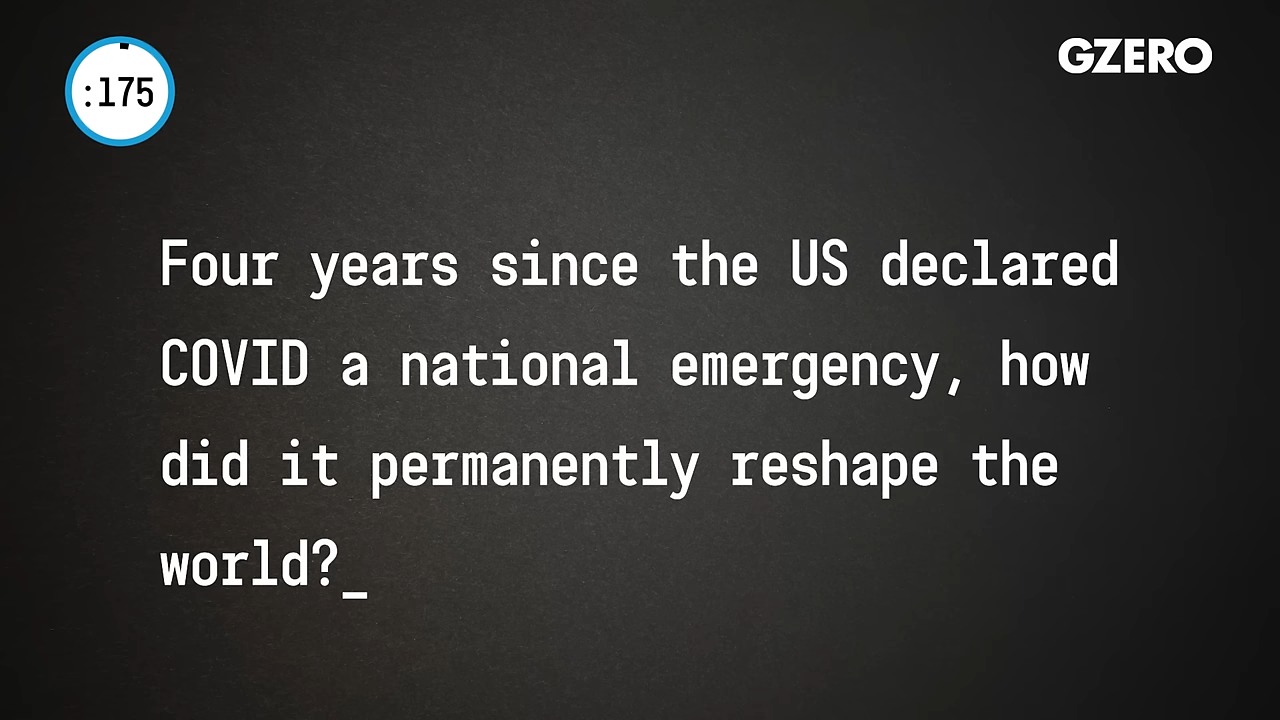 :175
GZERO
Four years since the US declared
COVID a national emergency, how
did it permanently reshape the
world?_